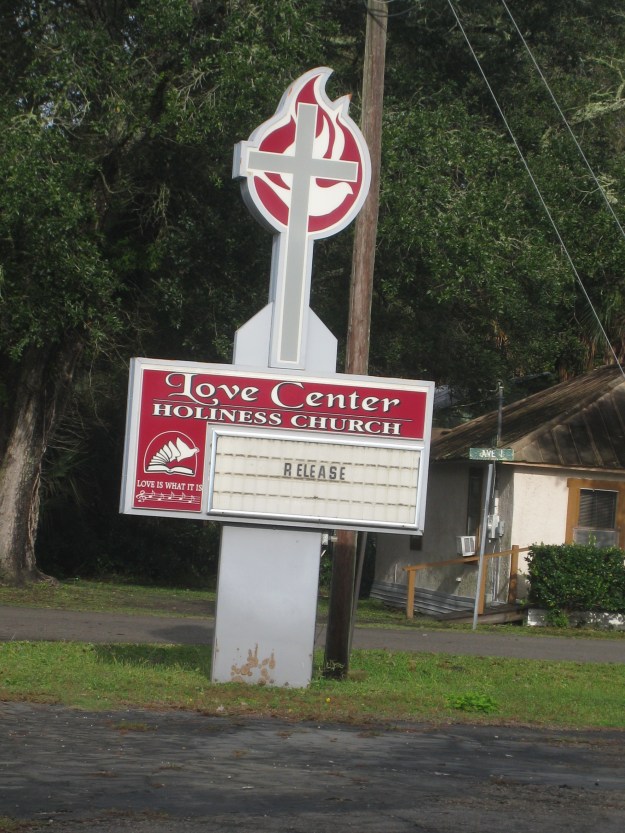 Love Center
HOLINESS CHURCH
RELEASE
LOVE IS WHAT IT IS